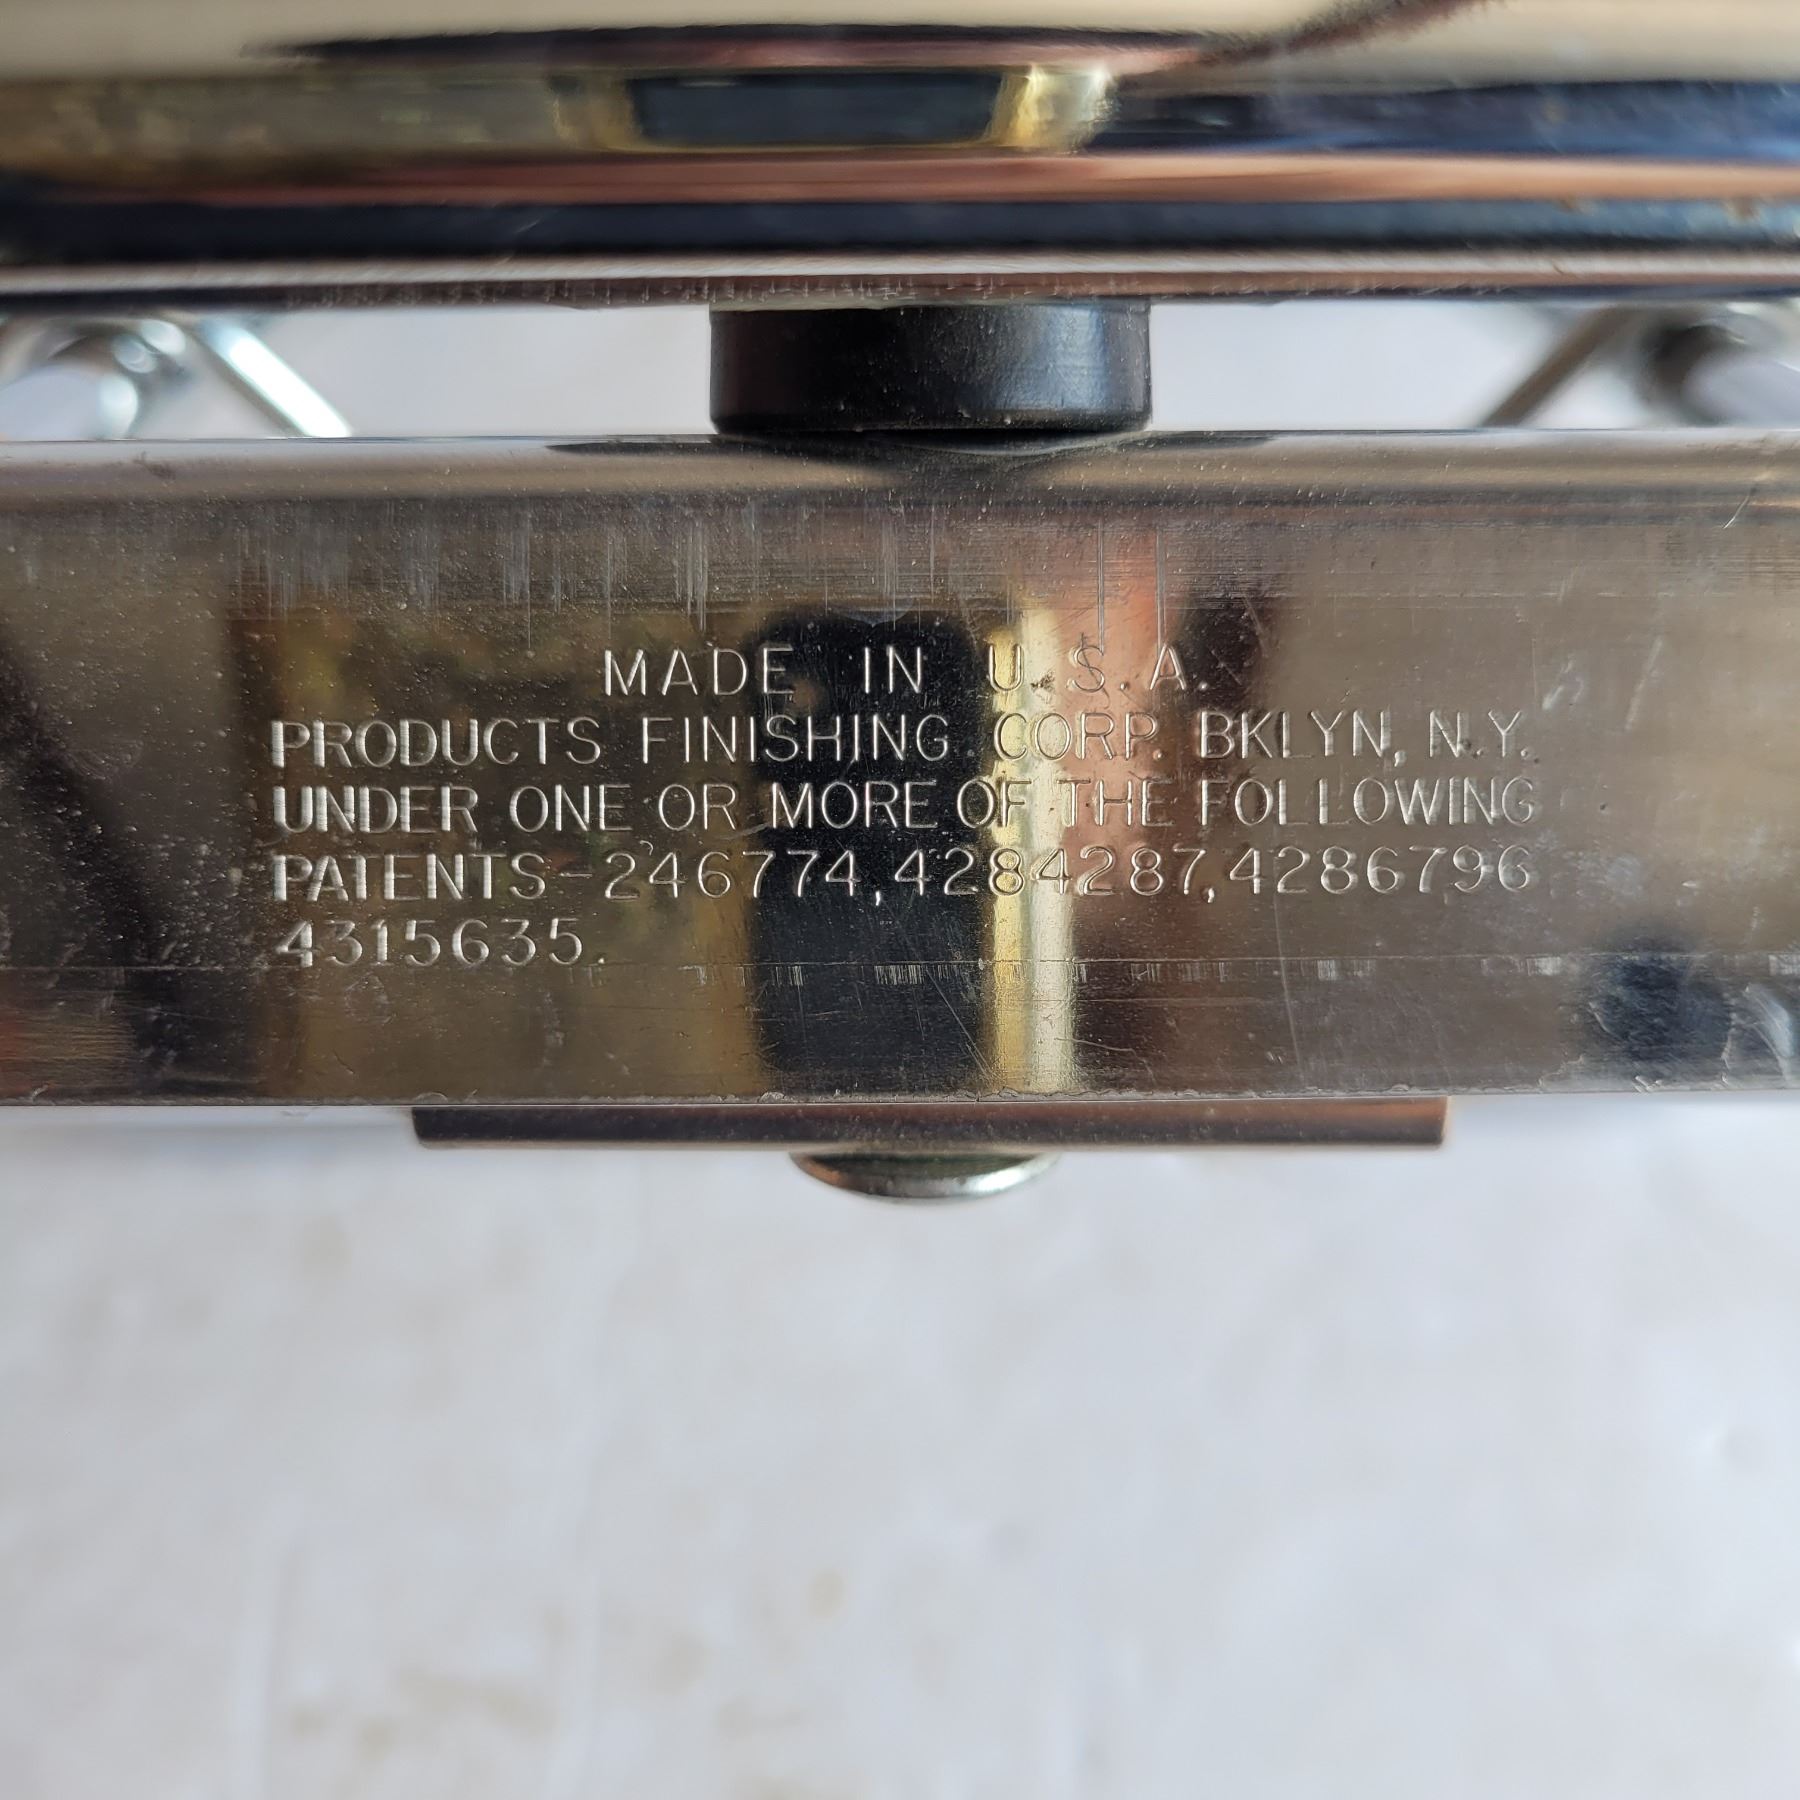 MADE IN U.S.A.
PRODUCTS FINISHING CORP. BKLYN, N.Y.
UNDER ONE OR MORE OF THE FOLLOWING
PATENTS-246774,4284287,4286796
4315635.